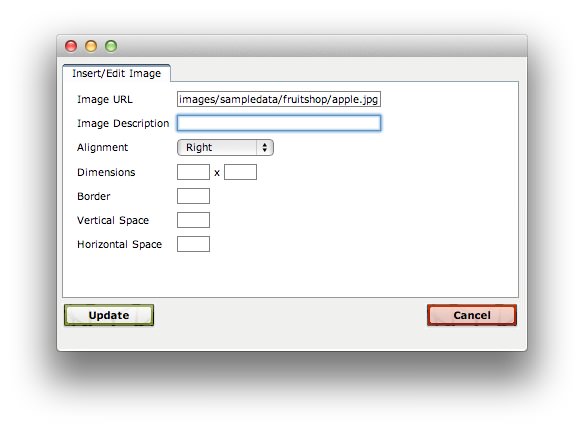 Insert/Edit Image
Image URL images/sampledata/fruitshop/apple.jpg
Image Description
Alignment Right
Dimensions x
Border
Vertical Space
Horizontal Space
Update Cancel